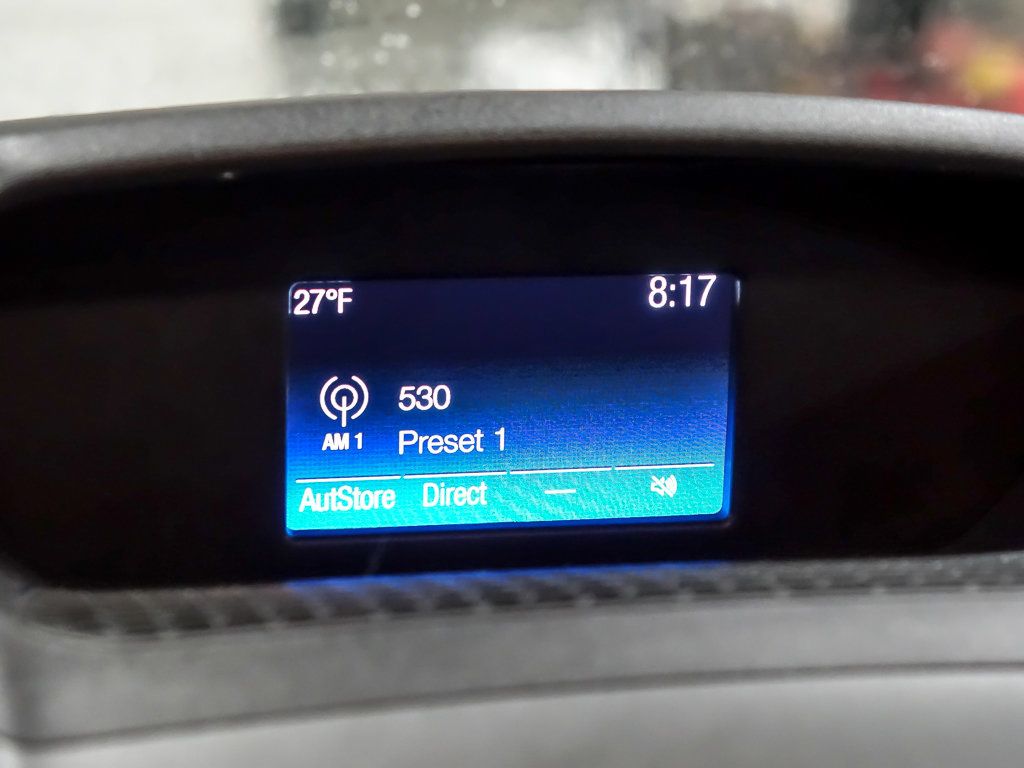 27°F 8:17
530
AM 1 Preset 1
AutStore Direct —